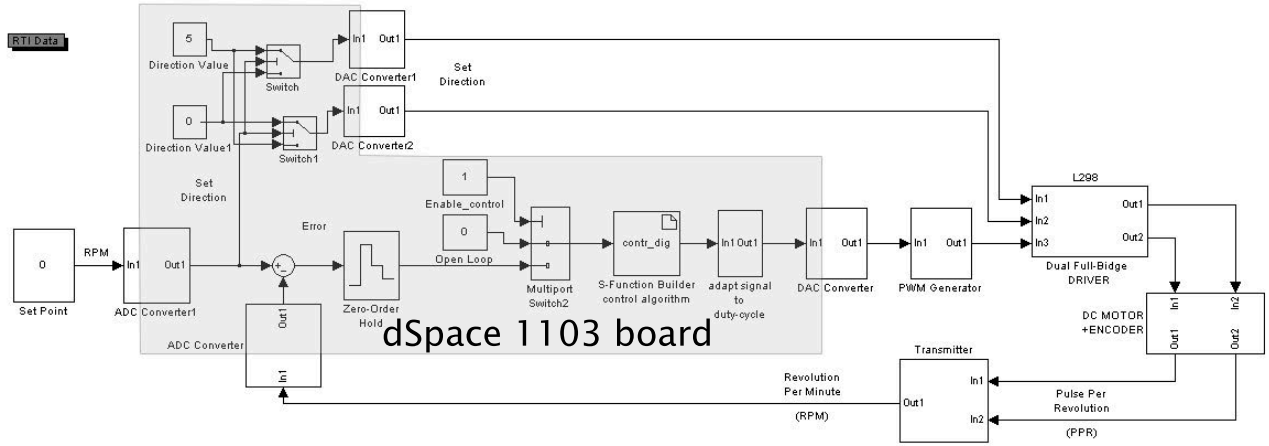 RTI Data
5
Direction Value
Switch
In1 Out1
DAC Converter1
Set
Direction
0
Direction Value1
Switch1
In1 Out1
DAC Converter2
Set
Direction
0
Set Point
RPM
In1 Out1
ADC Converter1
Error
+
_
Zero-Order
Hold
1
Enable_control
0
Open Loop
Multiport
Switch2
contr_dig
S-Function Builder
control algorithm
In1 Out1
adapt signal
to
duty-cycle
In1 Out1
DAC Converter
In1 Out1
PWM Generator
L298
In1
In2
In3
Out1
Out2
Dual Full-Bidge
DRIVER
DC MOTOR
+ENCODER
In1
In2
Out1
Out2
dSpace 1103 board
ADC Converter
Out1
In1
Transmitter
In1
In2
Out1
Revolution
Per Minute
(RPM)
Pulse Per
Revolution
(PPR)